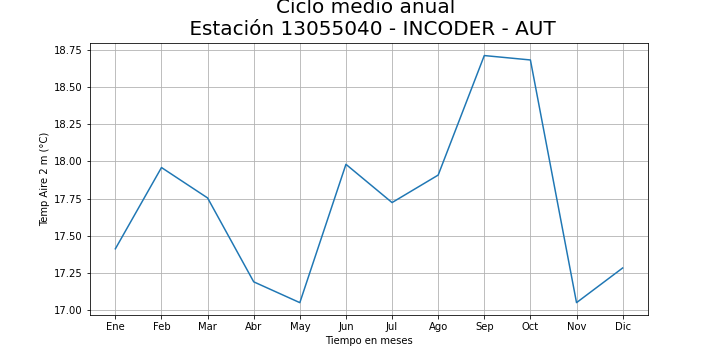 Ciclo medio anual
Estación 13055040 - INCODER - AUT
18.75
18.50
18.25
18.00
17.75
17.50
17.25
17.00
Temp Aire 2 m (°C)
Ene Feb Mar Abr May Jun Jul Ago Sep Oct Nov Dic
Tiempo en meses